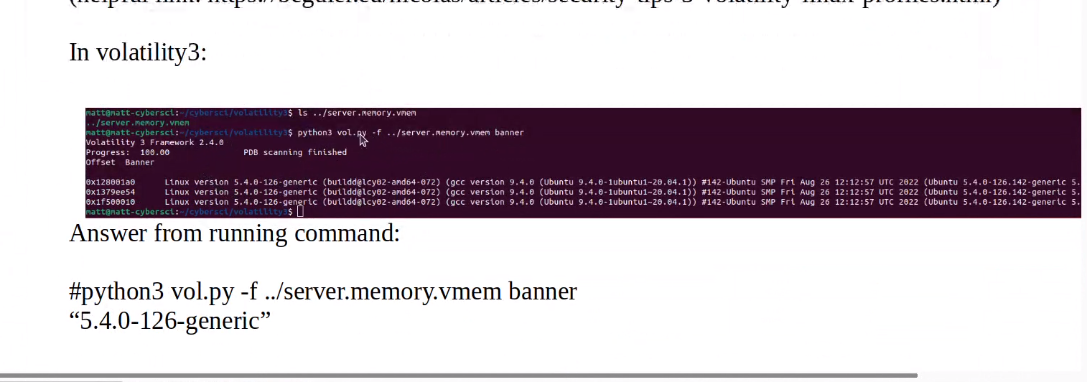 (helpful link: https://beguier.eu/nicolas/articles/security-tips-3-volatility-linux-profiles.html)
In volatility3:
matt@matt-cybersci:~/cybersci/volatility3$ ls ../server.memory.vmem
../server.memory.vmem
matt@matt-cybersci:~/cybersci/volatility3$ python3 vol.py -f ../server.memory.vmem banner
Volatility 3 Framework 2.4.0
Progress: 100.00 PDB scanning finished
Offset Banner
0x128001a0 Linux version 5.4.0-126-generic (buildd@lcy02-amd64-072) (gcc version 9.4.0 (Ubuntu 9.4.0-1ubuntu1~20.04.1)) #142-Ubuntu SMP Fri Aug 26 12:12:57 UTC 2022 (Ubuntu 5.4.0-126.142-generic 5.
0x1379ee54 Linux version 5.4.0-126-generic (buildd@lcy02-amd64-072) (gcc version 9.4.0 (Ubuntu 9.4.0-1ubuntu1~20.04.1)) #142-Ubuntu SMP Fri Aug 26 12:12:57 UTC 2022 (Ubuntu 5.4.0-126.142-generic 5.
0x1f500010 Linux version 5.4.0-126-generic (buildd@lcy02-amd64-072) (gcc version 9.4.0 (Ubuntu 9.4.0-1ubuntu1~20.04.1)) #142-Ubuntu SMP Fri Aug 26 12:12:57 UTC 2022 (Ubuntu 5.4.0-126.142-generic 5.
matt@matt-cybersci:~/cybersci/volatility3$
Answer from running command:
#python3 vol.py -f ../server.memory.vmem banner
“5.4.0-126-generic”